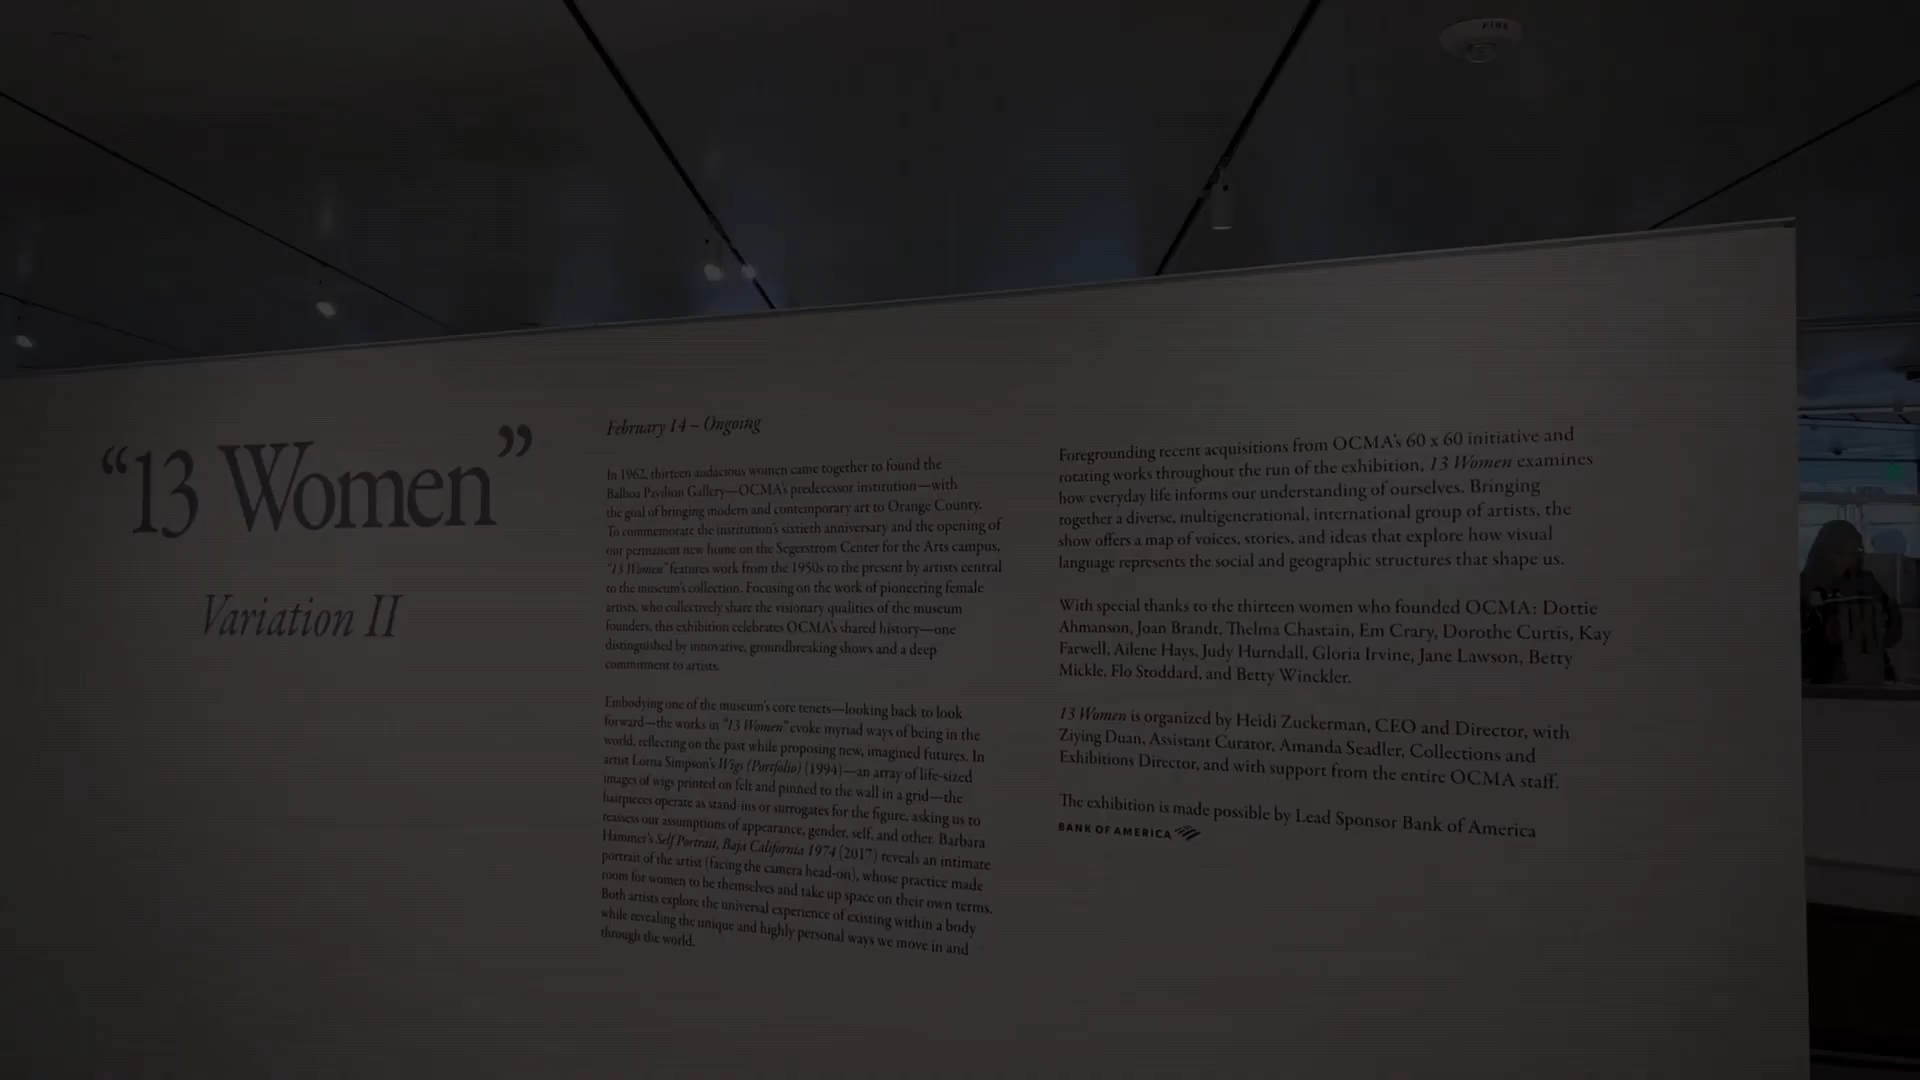 FIRE
“13 Women”
Variation II
February 14 – Ongoing
In 1962, thirteen audacious women came together to found the
Balboa Pavilion Gallery—OCMA’s predecessor institution—with
the goal of bringing modern and contemporary art to Orange County.
To commemorate the institution’s sixtieth anniversary and the opening of
our permanent new home on the Segerstrom Center for the Arts campus,
“13 Women” features work from the 1950s to the present by artists central
to the museum’s collection. Focusing on the work of pioneering female
artists, who collectively share the visionary qualities of the museum
founders, this exhibition celebrates OCMA’s shared history—one
distinguished by innovative, groundbreaking shows and a deep
commitment to artists.
Embodying one of the museum’s core tenets—looking back to look
forward—the works in “13 Women” evoke myriad ways of being in the
world, reflecting on the past while proposing new, imagined futures. In
artist Lorna Simpson’s Wigs (Portfolio) (1994)—an array of life-sized
images of wigs printed on felt and pinned to the wall in a grid—the
hairpieces operate as stand-ins or surrogates for the figure, asking us to
reassess our assumptions of appearance, gender, self, and other. Barbara
Hammer’s Self Portrait, Baja California 1974 (2017) reveals an intimate
portrait of the artist (facing the camera head-on), whose practice made
room for women to be themselves and take up space on their own terms.
Both artists explore the universal experience of existing within a body
while revealing the unique and highly personal ways we move in and
through the world.
Foregrounding recent acquisitions from OCMA’s 60 x 60 initiative and
rotating works throughout the run of the exhibition, 13 Women examines
how everyday life informs our understanding of ourselves. Bringing
together a diverse, multigenerational, international group of artists, the
show offers a map of voices, stories, and ideas that explore how visual
language represents the social and geographic structures that shape us.
With special thanks to the thirteen women who founded OCMA: Dottie
Ahmanson, Joan Brandt, Thelma Chastain, Em Crary, Dorothe Curtis, Kay
Farwell, Ailene Hays, Judy Hurndall, Gloria Irvine, Jane Lawson, Betty
Mickle, Flo Stoddard, and Betty Winckler.
13 Women is organized by Heidi Zuckerman, CEO and Director, with
Ziying Duan, Assistant Curator, Amanda Seadler, Collections and
Exhibitions Director, and with support from the entire OCMA staff.
The exhibition is made possible by Lead Sponsor Bank of America
BANK OF AMERICA